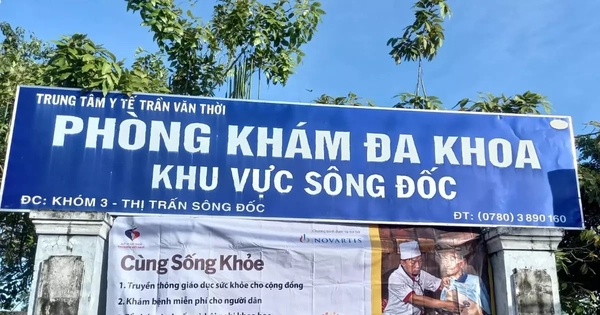 TRUNG TÂM Y TẾ TRẦN VĂN THỜI
PHÒNG KHÁM ĐA KHOA
KHU VỰC SÔNG ĐỐC
ĐC: KHÓM 3 - THỊ TRẤN SÔNG ĐỐC
ĐT: (0780) 3 890 160
NOVARTIS
Cùng Sống Khỏe
1. Truyền thông giáo dục sức khỏe cho cộng đồng
2. Khám bệnh miễn phí cho người dân